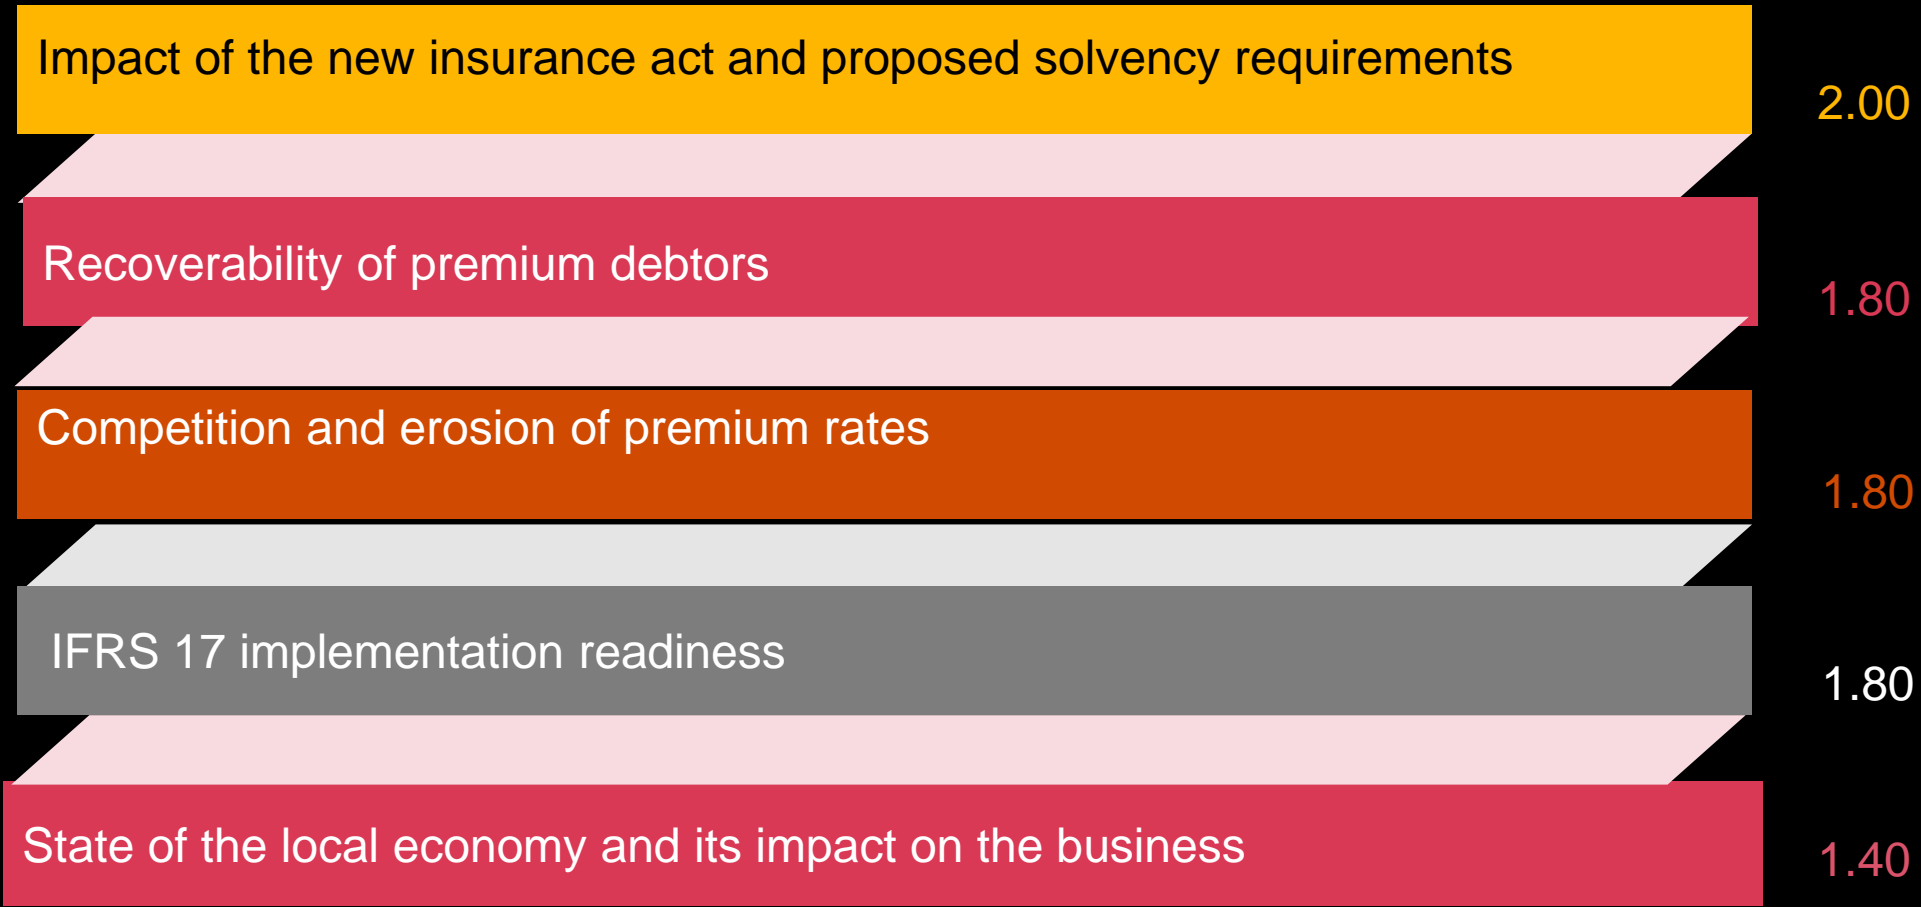 Impact of the new insurance act and proposed solvency requirements
2.00
Recoverability of premium debtors
1.80
Competition and erosion of premium rates
1.80
IFRS 17 implementation readiness
1.80
State of the local economy and its impact on the business
1.40